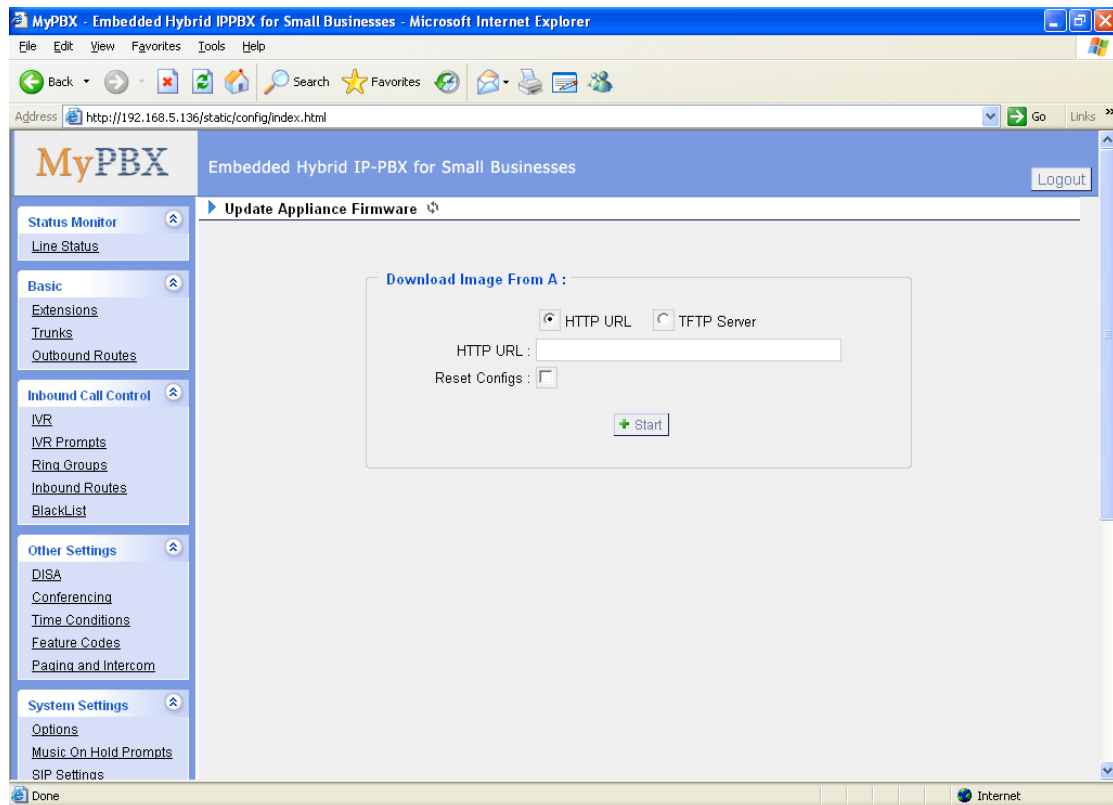 MyPBX - Embedded Hybrid IPPBX for Small Businesses - Microsoft Internet Explorer
File Edit View Favorites Tools Help
Back Search Favorites
Address http://192.168.5.136/static/config/index.html Go Links »
MyPBX
Embedded Hybrid IP-PBX for Small Businesses
Logout
Update Appliance Firmware
Status Monitor
Line Status
Basic
Extensions
Trunks
Outbound Routes
Inbound Call Control
IVR
IVR Prompts
Ring Groups
Inbound Routes
BlackList
Other Settings
DISA
Conferencing
Time Conditions
Feature Codes
Paging and Intercom
System Settings
Options
Music On Hold Prompts
SIP Settings
Download Image From A :
HTTP URL TFTP Server
HTTP URL :
Reset Configs :
Start
Done Internet